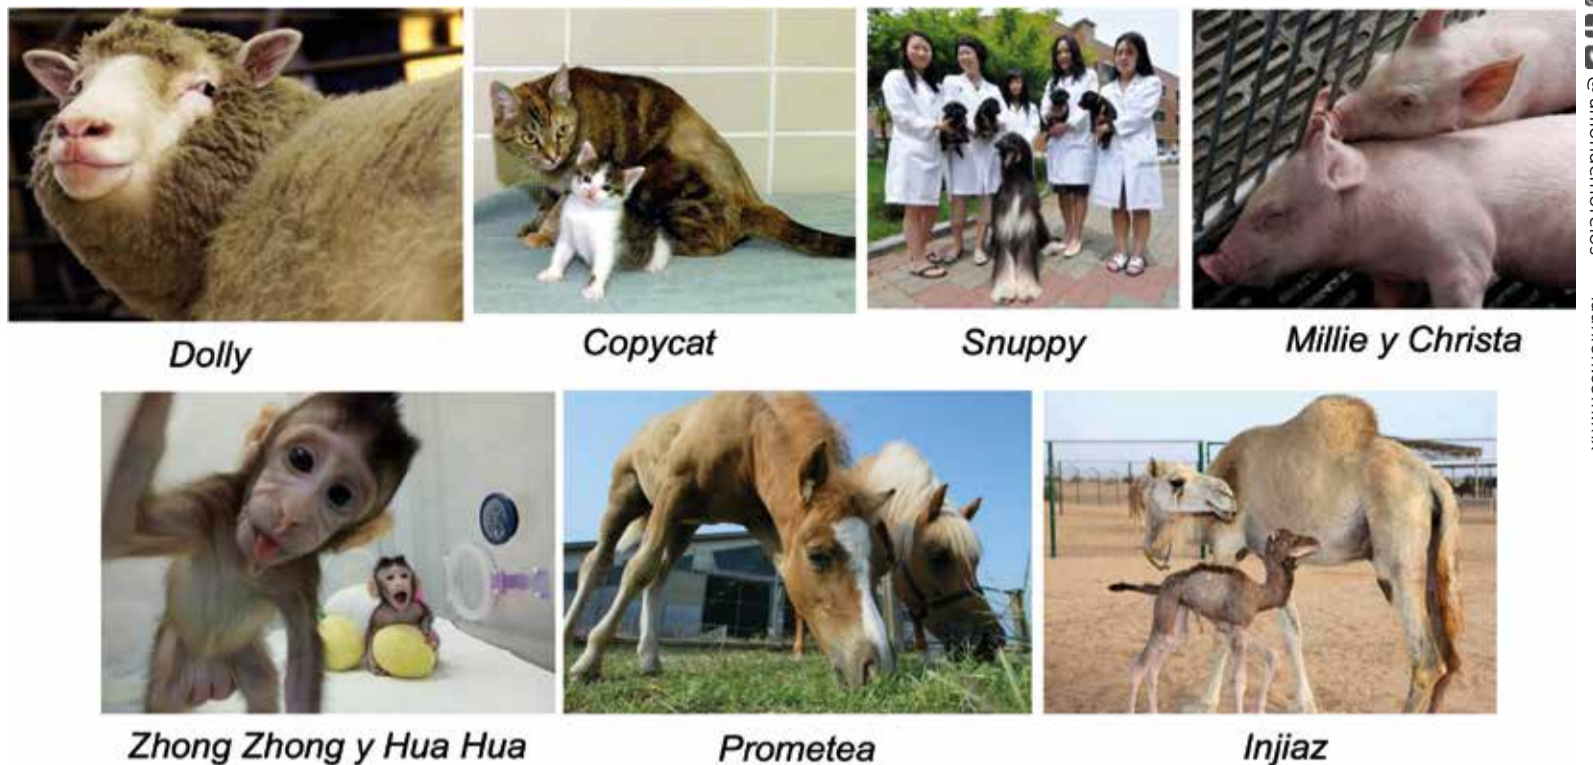 Dolly
Copycat
Snuppy
Millie y Christa
Zhong Zhong y Hua Hua
Prometea
Injiaz